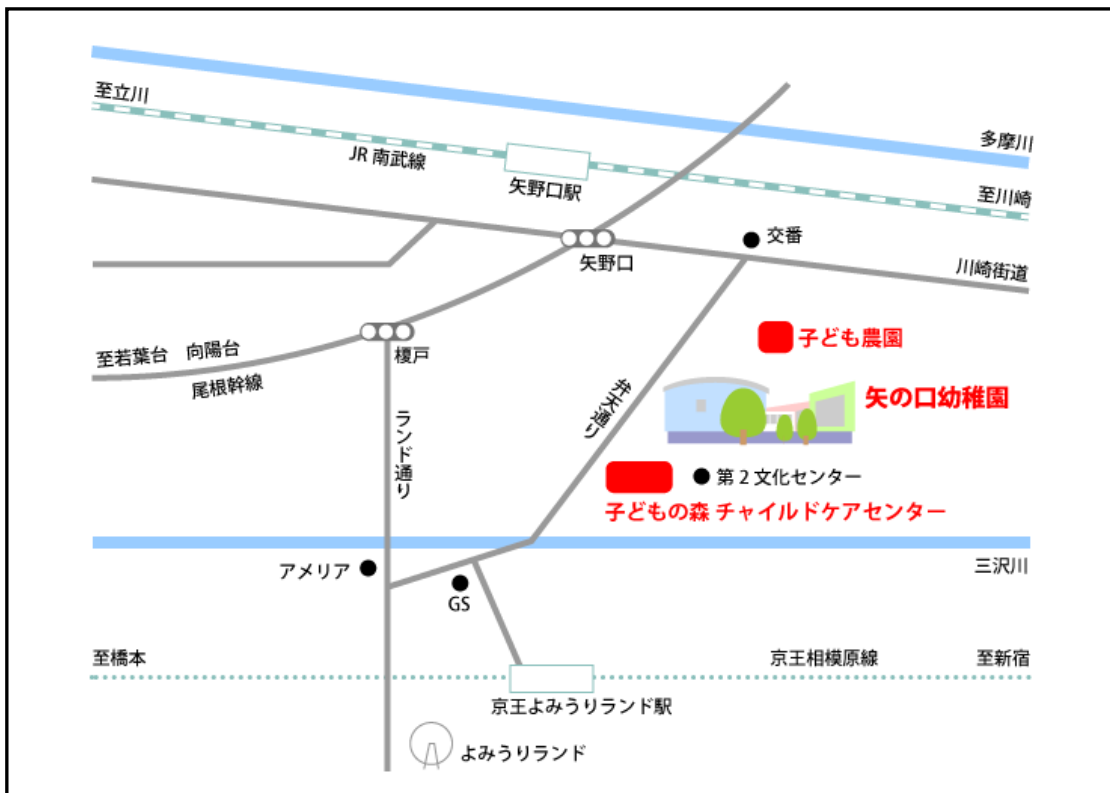 至立川
多摩川
JR 南武線
矢野口駅
至川崎
交番
矢野口
川崎街道
子ども農園
榎戸
至若葉台 向陽台
尾根幹線
弁天通り
矢の口幼稚園
ランド通り
第2文化センター
子どもの森 チャイルドケアセンター
アメリア
三沢川
GS
至橋本
京王相模原線
至新宿
京王よみうりランド駅
よみうりランド